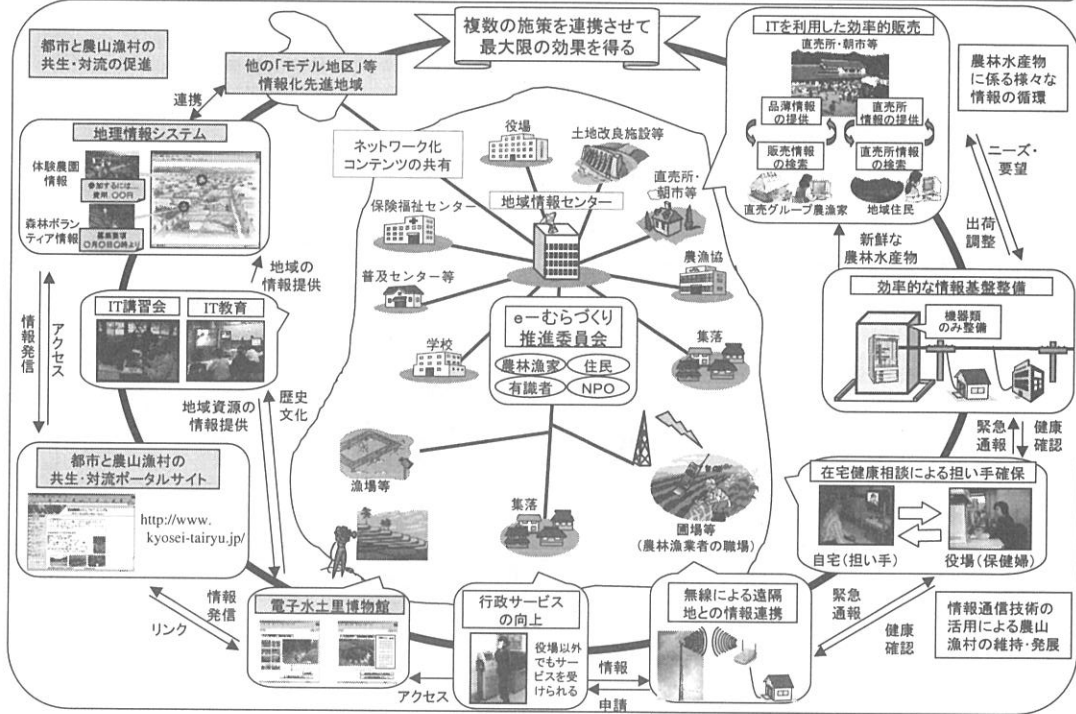 複数の施策を連携させて
最大限の効果を得る
都市と農山漁村の
共生・対流の促進
他の「モデル地区」等
情報化先進地域
連携
地理情報システム
体験農園
情報
参加するには…
費用 〇〇円
森林ボラン
ティア情報
募集要項
〇月〇日〇時より
地域の
情報提供
IT講習会
IT教育
情報発信
アクセス
地域資源の
情報提供
歴史
文化
都市と農山漁村の
共生・対流ポータルサイト
http://www.
kyosei-tairyu.jp/
情報
発信
リンク
電子水土里博物館
ネットワーク化
コンテンツの共有
役場
土地改良施設等
地域情報センター
直売所・
朝市等
保険福祉センター
普及センター等
農漁協
学校
e-むらづくり
推進委員会
農林漁家
住民
有識者
NPO
集落
漁場等
集落
圃場等
(農林漁業者の職場)
行政サービス
の向上
役場以外
でもサー
ビスを受
けられる
アクセス
情報
申請
無線による遠隔
地との情報連携
緊急
通報
健康
確認
ITを利用した効率的販売
直売所・朝市等
品薄情報
の提供
直売所
情報の提供
販売情報
の検索
直売所情報
の検索
直売グループ農漁家
地域住民
農林水産物
に係る様々な
情報の循環
ニーズ・
要望
出荷
調整
新鮮な
農林水産物
効率的な情報基盤整備
機器類
のみ整備
緊急
通報
健康
確認
在宅健康相談による担い手確保
自宅(担い手)
役場(保健婦)
情報通信技術の
活用による農山
漁村の維持・発展